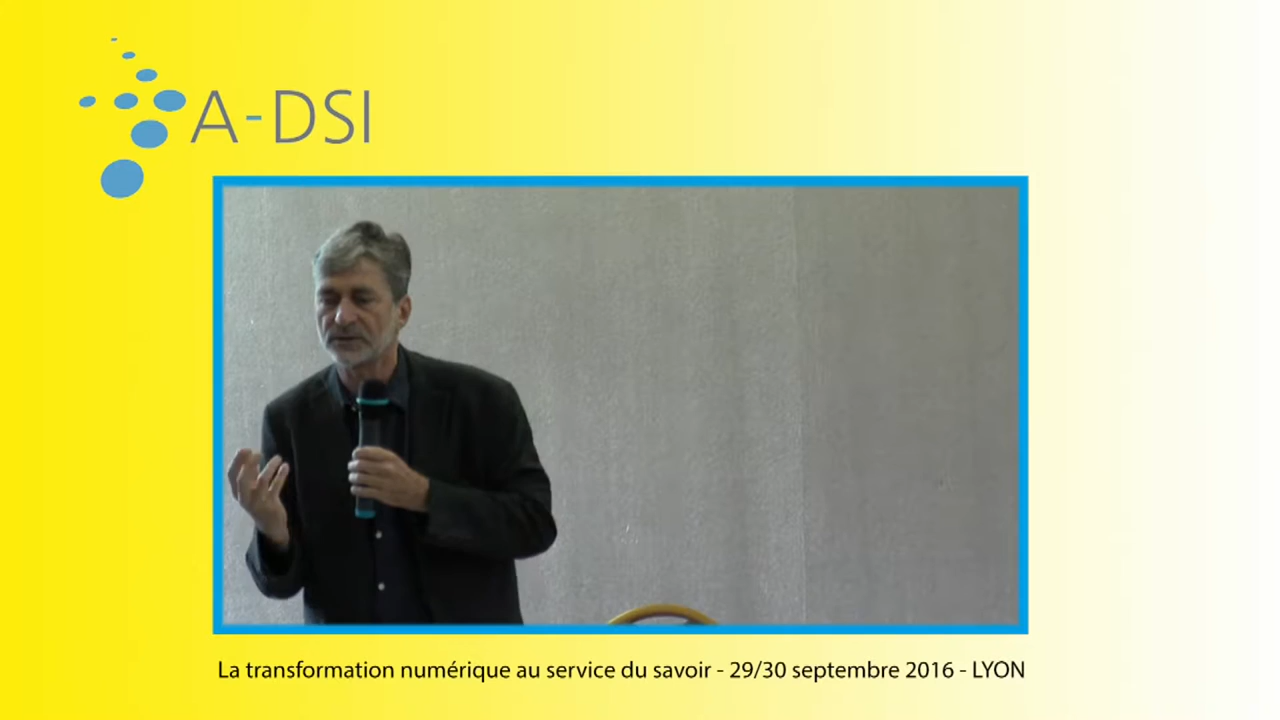 A-DSI
La transformation numérique au service du savoir - 29/30 septembre 2016 - LYON